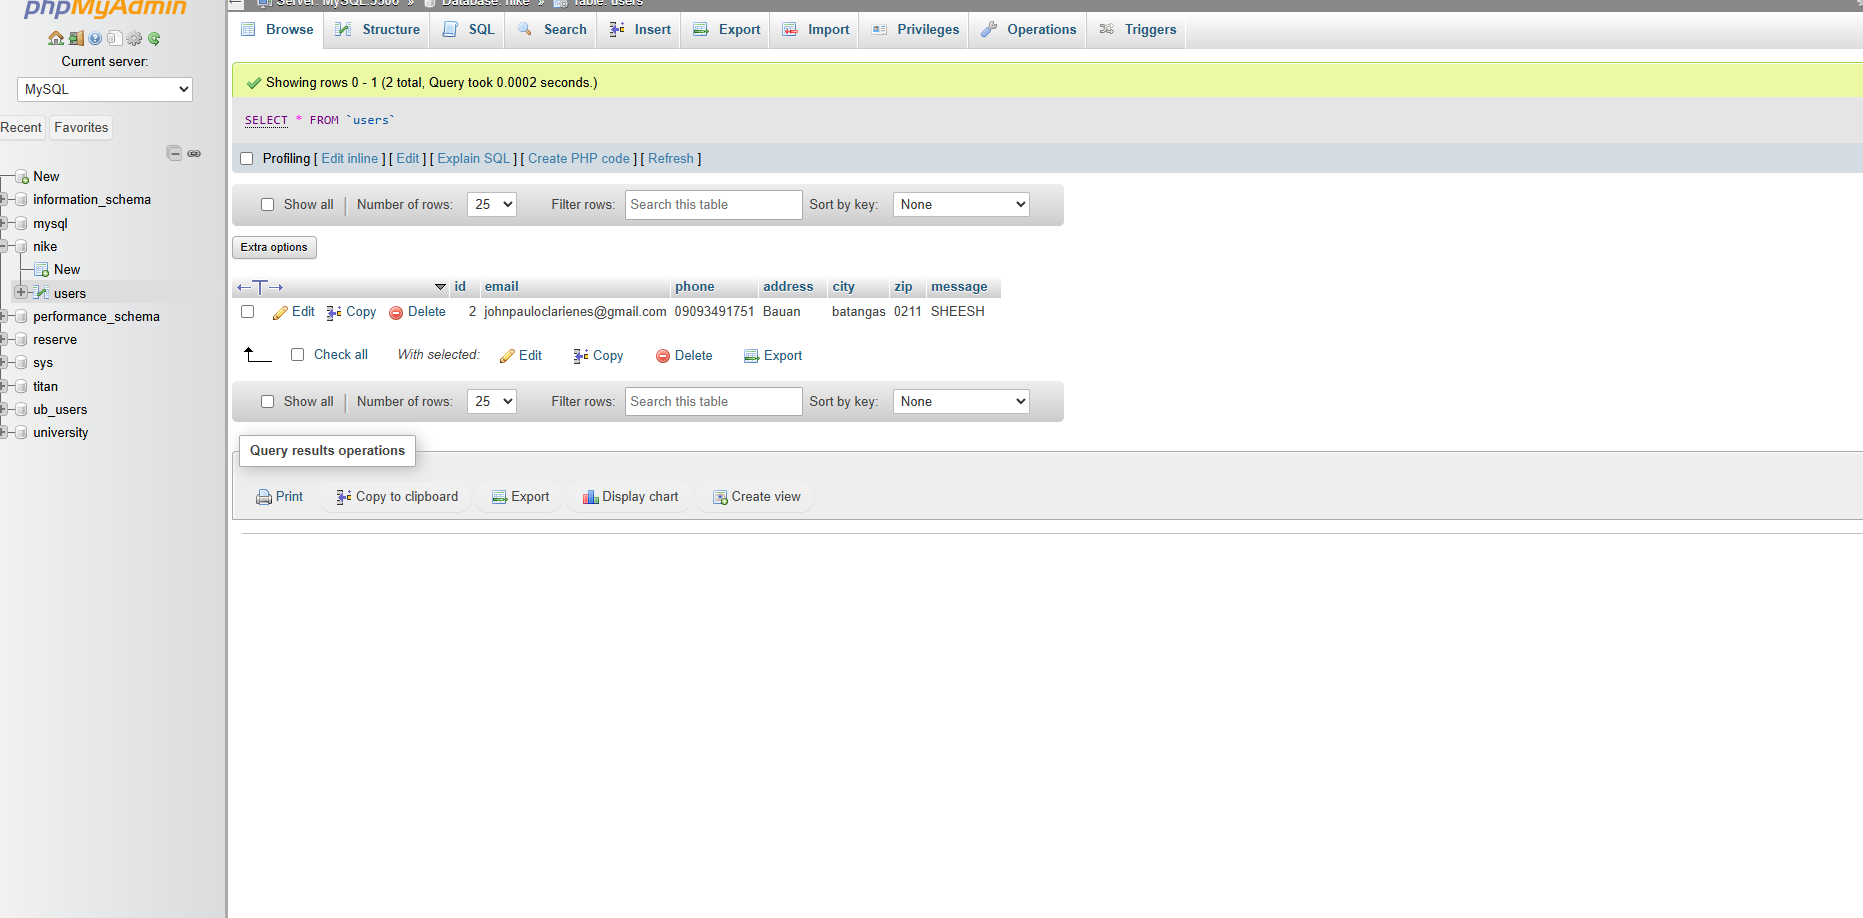 phpMyAdmin
Current server:
MySQL
Recent
Favorites
New
information_schema
mysql
nike
New
users
performance_schema
reserve
sys
titan
ub_users
university
Server: MySQL:3306 » Database: nike » Table: users
Browse Structure SQL Search Insert Export Import Privileges Operations Triggers
Showing rows 0 - 1 (2 total, Query took 0.0002 seconds.)
SELECT * FROM `users`
Profiling [ Edit inline ] [ Edit ] [ Explain SQL ] [ Create PHP code ] [ Refresh ]
Show all Number of rows: 25 Filter rows: Search this table Sort by key: None
Extra options
←T→ id email phone address city zip message
Edit Copy Delete 2 johnpauloclarienes@gmail.com 09093491751 Bauan batangas 0211 SHEESH
Check all With selected: Edit Copy Delete Export
Show all Number of rows: 25 Filter rows: Search this table Sort by key: None
Query results operations
Print Copy to clipboard Export Display chart Create view